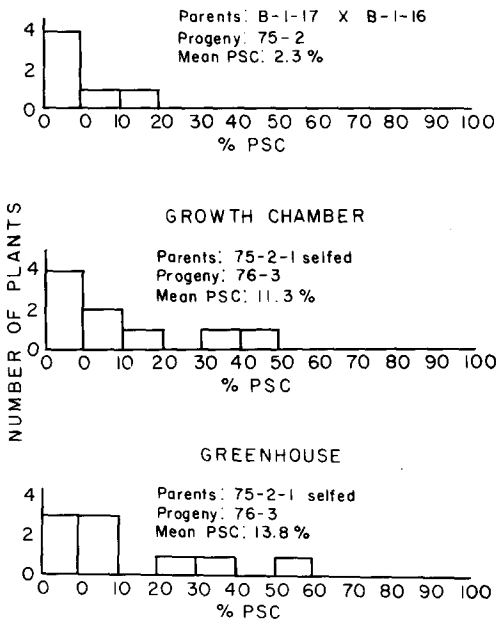 Parents: B-1-17 X B-1-16
Progeny: 75-2
Mean PSC: 2.3 %
4
2
0
0 0 10 20 30 40 50 60 70 80 90 100
% PSC
NUMBER OF PLANTS
GROWTH CHAMBER
Parents: 75-2-1 selfed
Progeny: 76-3
Mean PSC: 11.3 %
4
2
0
0 0 10 20 30 40 50 60 70 80 90 100
% PSC
GREENHOUSE
Parents: 75-2-1 selfed
Progeny: 76-3
Mean PSC: 13.8 %
4
2
0
0 0 10 20 30 40 50 60 70 80 90 100
% PSC